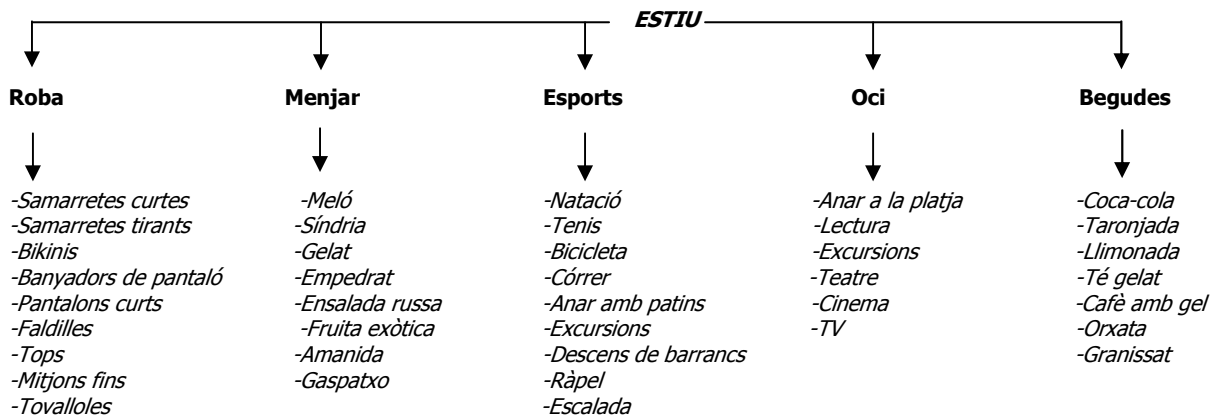 ESTIU
Roba
Menjar
Esports
Oci
Begudes
-Samarretes curtes
-Samarretes tirants
-Bikinis
-Banyadors de pantaló
-Pantalons curts
-Faldilles
-Tops
-Mitjons fins
-Tovalloles
-Meló
-Síndria
-Gelat
-Empedrat
-Ensalada russa
-Fruita exòtica
-Amanida
-Gaspatxo
-Natació
-Tenis
-Bicicleta
-Córrer
-Anar amb patins
-Excursions
-Descens de barrancs
-Ràpel
-Escalada
-Anar a la platja
-Lectura
-Excursions
-Teatre
-Cinema
-TV
-Coca-cola
-Taronjada
-Llimonada
-Té gelat
-Cafè amb gel
-Orxata
-Granissat